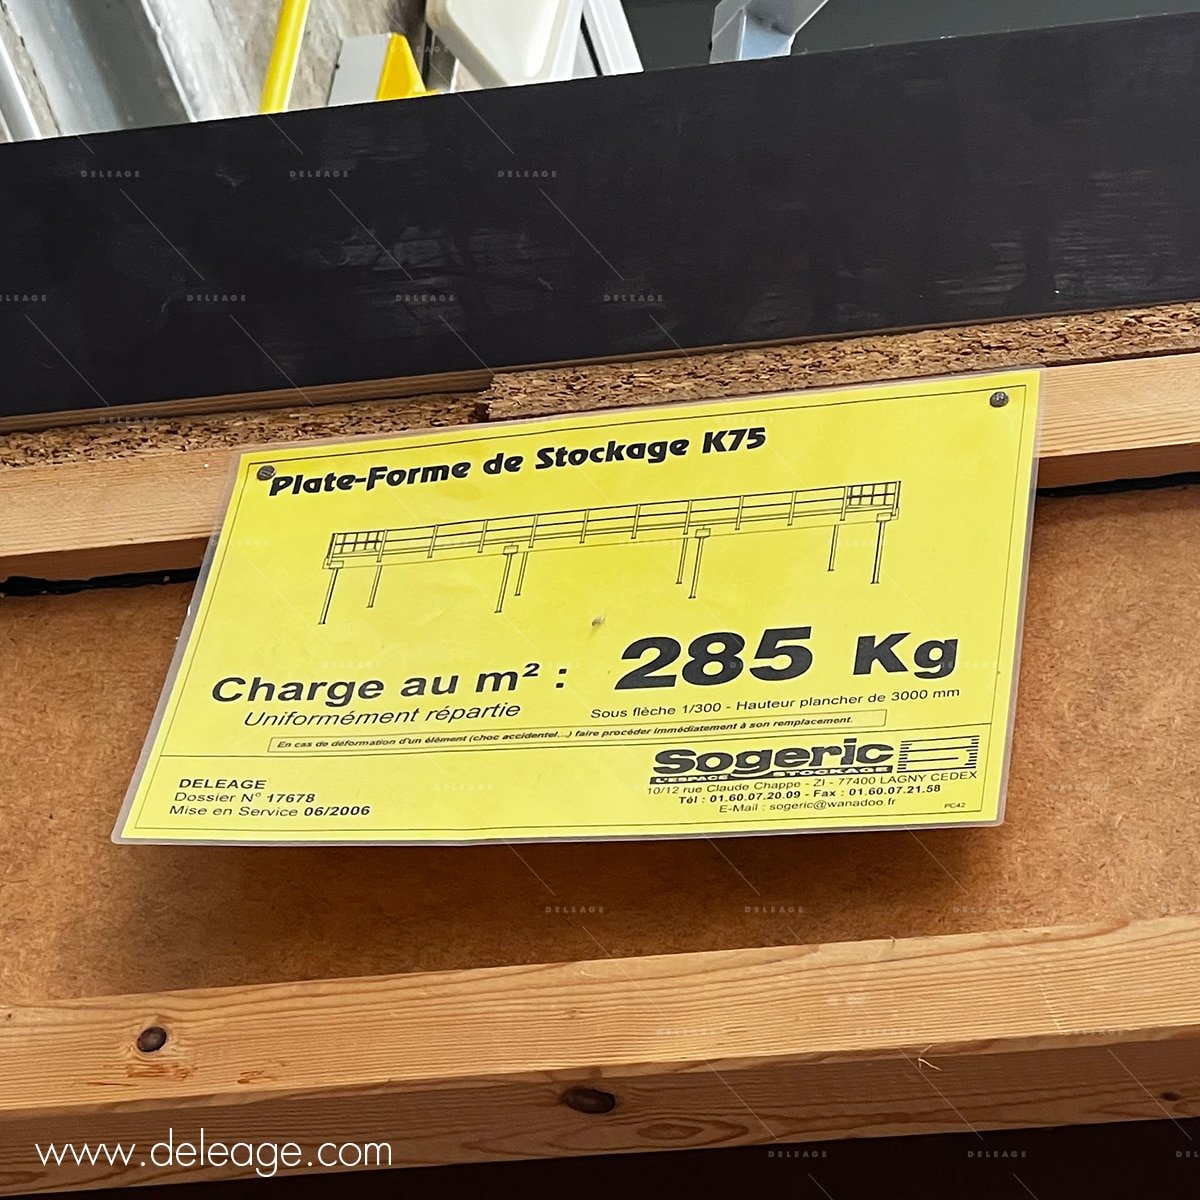 Plate-Forme de Stockage K75
Charge au m² : 285 Kg
Uniformément répartie
Sous flèche 1/300 - Hauteur plancher de 3000 mm
En cas de déformation d'un élément (choc accidentel...) faire procéder immédiatement à son remplacement.
DELEAGE
Dossier N° 17678
Mise en Service 06/2006
Sogeric
L'ESPACE STOCKAGE
10/12 rue Claude Chappe - ZI - 77400 LAGNY CEDEX
Tél : 01.60.07.20.09 - Fax : 01.60.07.21.58
E-Mail : sogeric@wanadoo.fr
PC42
www.deleage.com